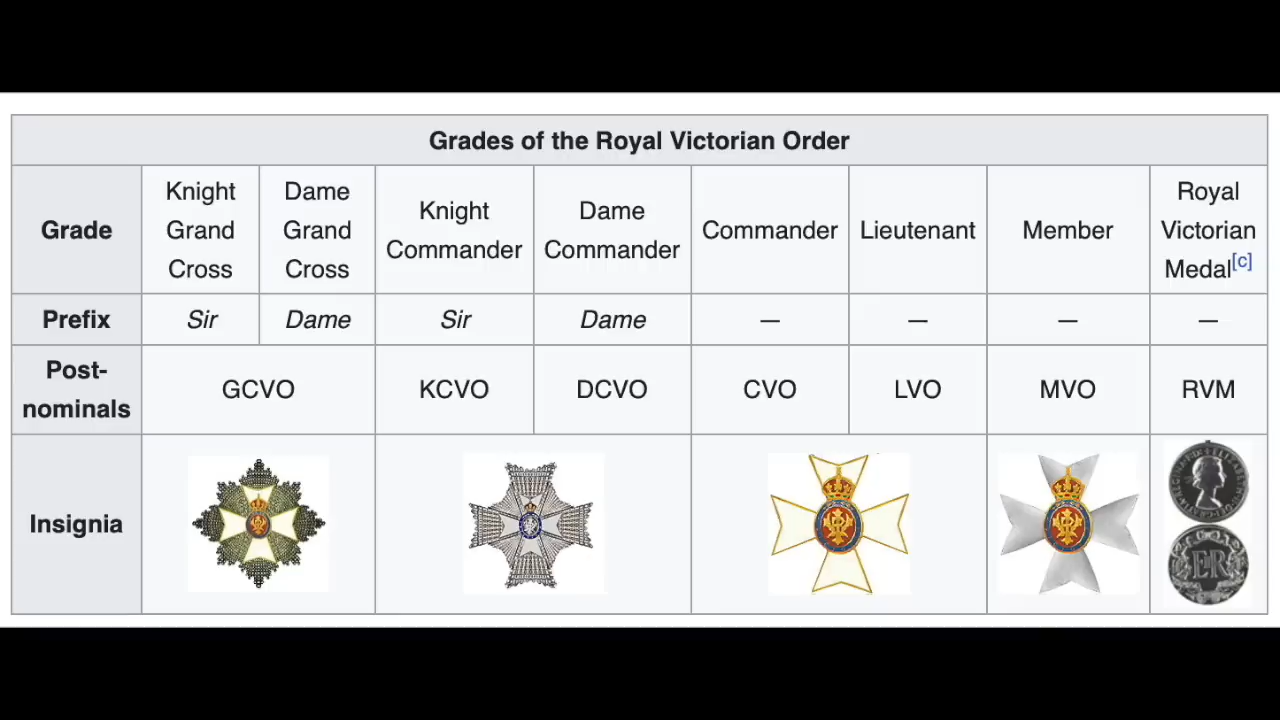 Grades of the Royal Victorian Order
Grade
Knight
Grand
Cross
Dame
Grand
Cross
Knight
Commander
Dame
Commander
Commander
Lieutenant
Member
Royal
Victorian
Medal[c]
Prefix
Sir
Dame
Sir
Dame
—
—
—
—
Post-
nominals
GCVO
KCVO
DCVO
CVO
LVO
MVO
RVM
Insignia